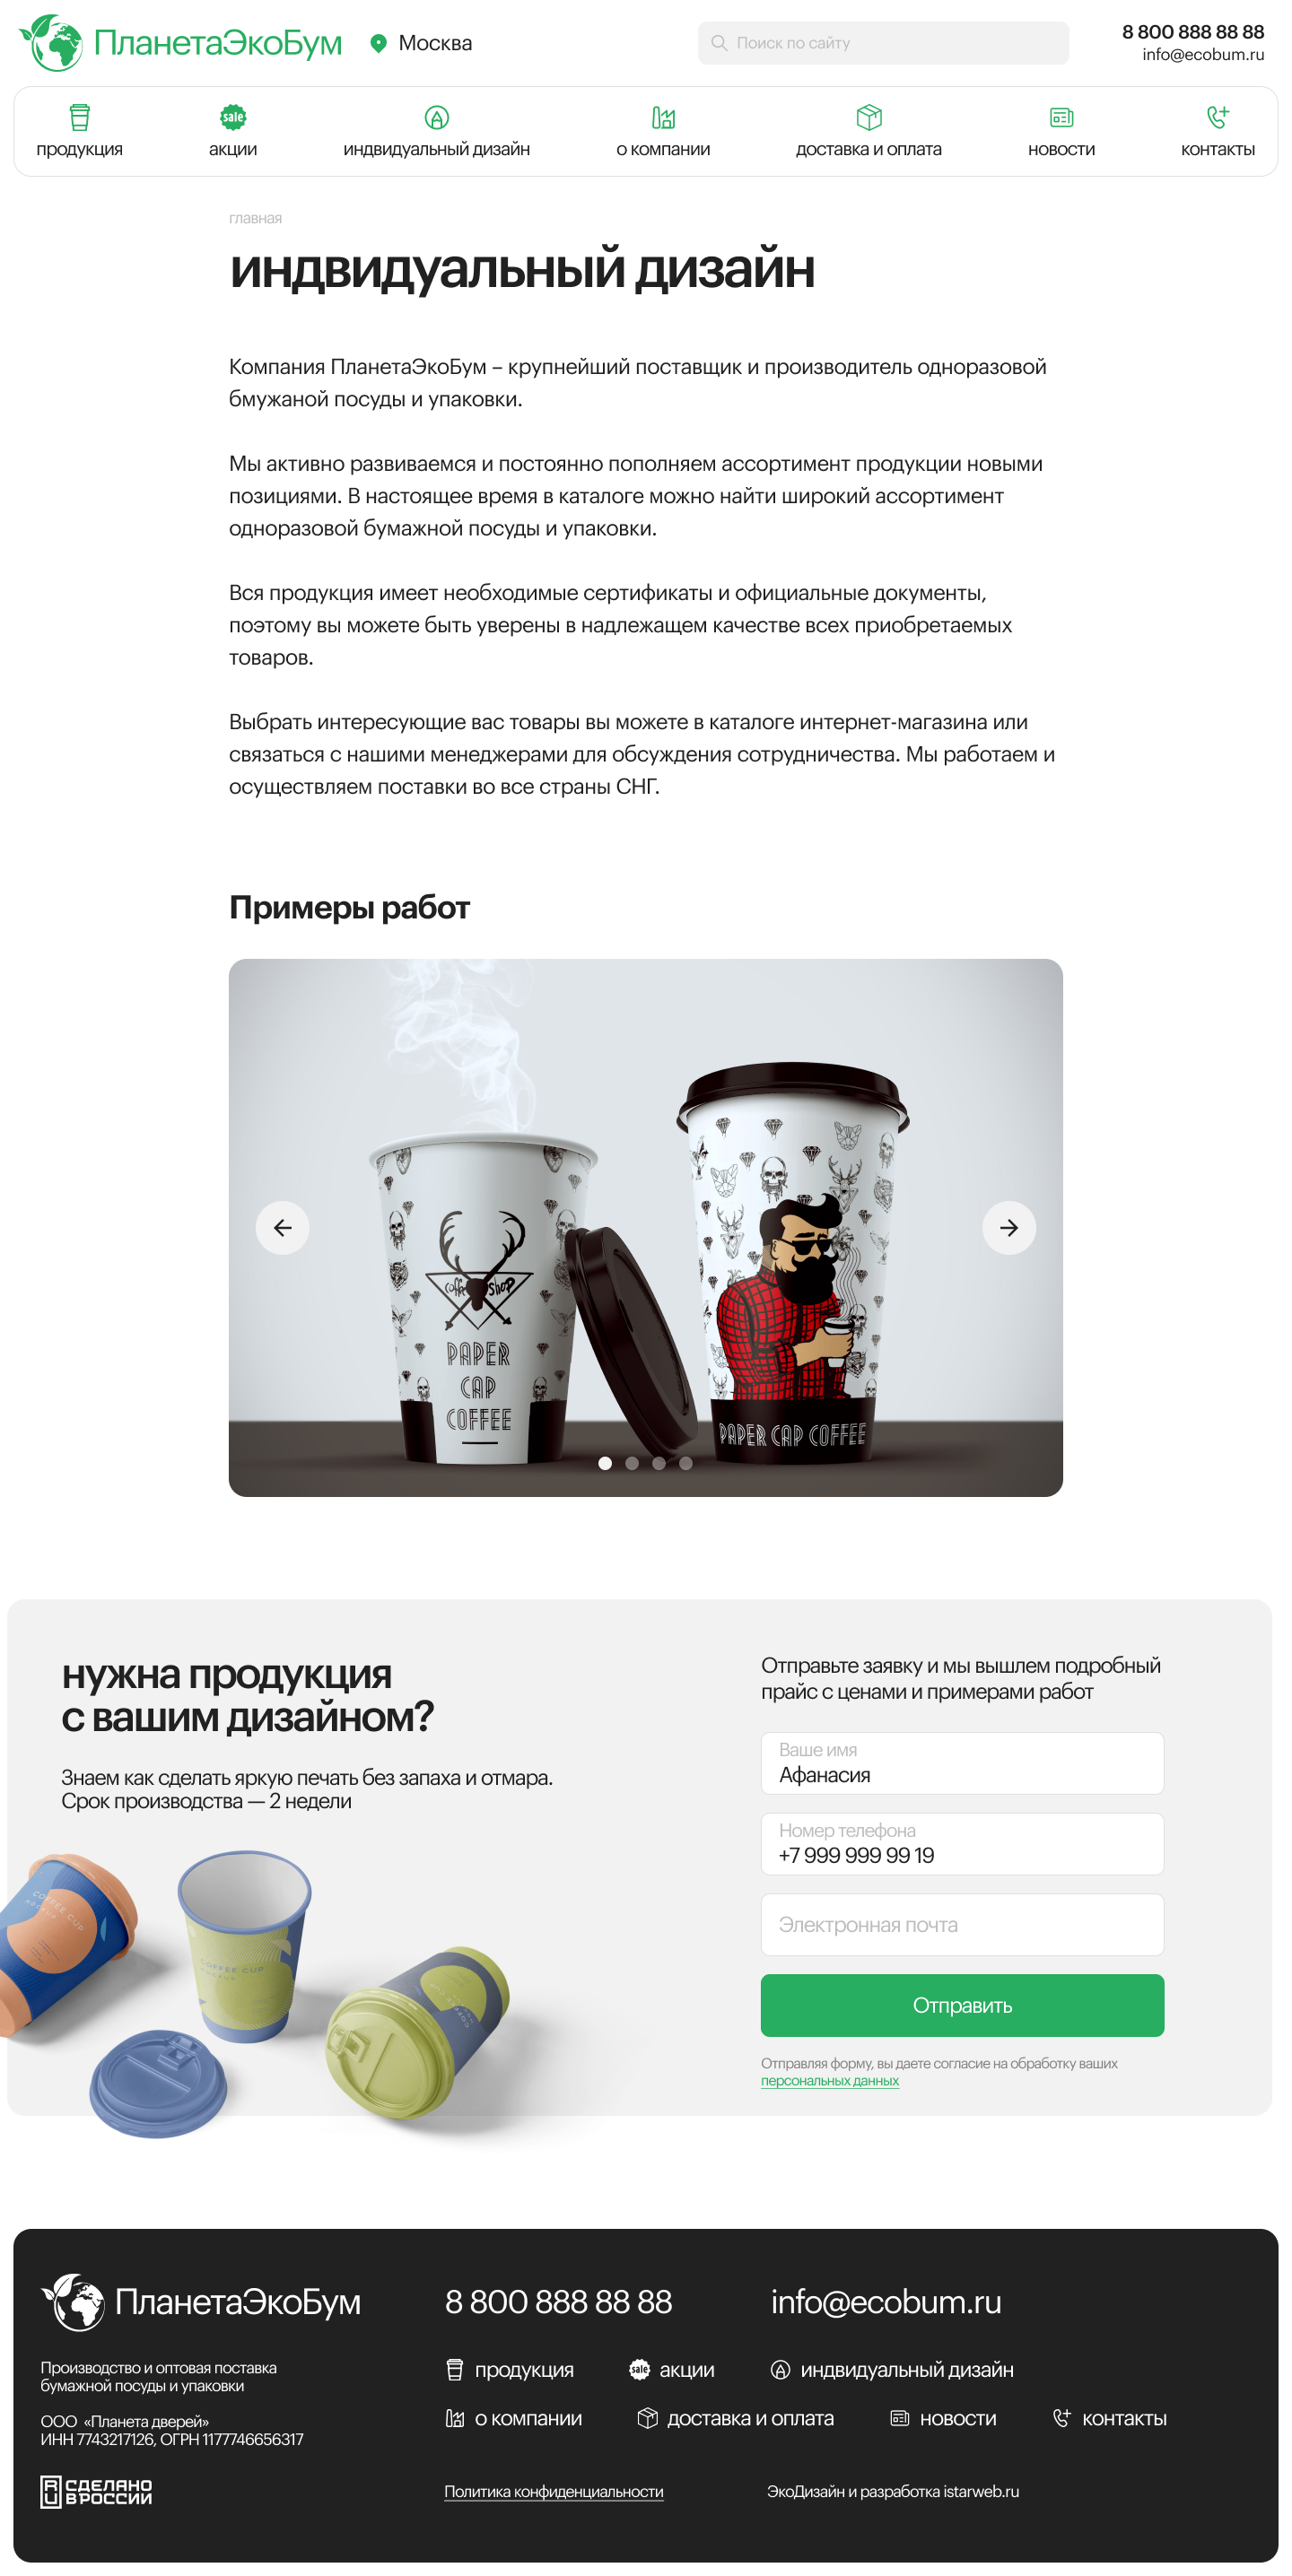 ПланетаЭкоБум
Москва
Поиск по сайту
8 800 888 88 88
info@ecobum.ru
продукция
sale
акции
индвидуальный дизайн
о компании
доставка и оплата
новости
контакты
главная
индвидуальный дизайн
Компания ПланетаЭкоБум – крупнейший поставщик и производитель одноразовой
бмужаной посуды и упаковки.
Мы активно развиваемся и постоянно пополняем ассортимент продукции новыми
позициями. В настоящее время в каталоге можно найти широкий ассортимент
одноразовой бумажной посуды и упаковки.
Вся продукция имеет необходимые сертификаты и официальные документы,
поэтому вы можете быть уверены в надлежащем качестве всех приобретаемых
товаров.
Выбрать интересующие вас товары вы можете в каталоге интернет-магазина или
связаться с нашими менеджерами для обсуждения сотрудничества. Мы работаем и
осуществляем поставки во все страны СНГ.
Примеры работ
coffee shop
PAPER
CAP
COFFEE
PAPER CAP COFFEE
нужна продукция
с вашим дизайном?
Знаем как сделать яркую печать без запаха и отмара.
Срок производства — 2 недели
COFFEE CUP
MOCKUP
COFFEE CUP
MOCKUP
COFFEE CUP
Отправьте заявку и мы вышлем подробный
прайс с ценами и примерами работ
Ваше имя
Афанасия
Номер телефона
+7 999 999 99 19
Электронная почта
Отправить
Отправляя форму, вы даете согласие на обработку ваших
персональных данных
ПланетаЭкоБум
8 800 888 88 88
info@ecobum.ru
Производство и оптовая поставка
бумажной посуды и упаковки
ООО «Планета дверей»
ИНН 7743217126, ОГРН 1177746656317
продукция
sale
акции
индвидуальный дизайн
о компании
доставка и оплата
новости
контакты
RU
СДЕЛАНО
В РОССИИ
Политика конфиденциальности
ЭкоДизайн и разработка istarweb.ru